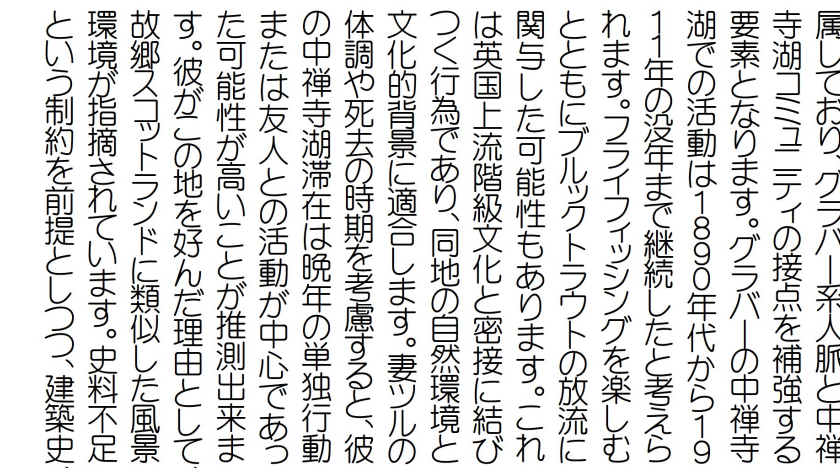 属しており、グラバー系人脈と中禅
寺湖コミュニティの接点を補強する
要素となります。グラバーの中禅寺
湖での活動は1890年代から19
11年の没年まで継続したと考えら
れます。フライフィッシングを楽しむ
とともにブルックトラウトの放流に
関与した可能性もあります。これ
は英国上流階級文化と密接に結び
つく行為であり、同地の自然環境と
文化的背景に適合します。妻ツルの
体調や死去の時期を考慮すると、彼
の中禅寺湖滞在は晩年の単独行動
または友人との活動が中心であっ
た可能性が高いことが推測出来ま
す。彼がこの地を好んだ理由として、
故郷スコットランドに類似した風景
環境が指摘されています。史料不足
という制約を前提としつつ、建築史、